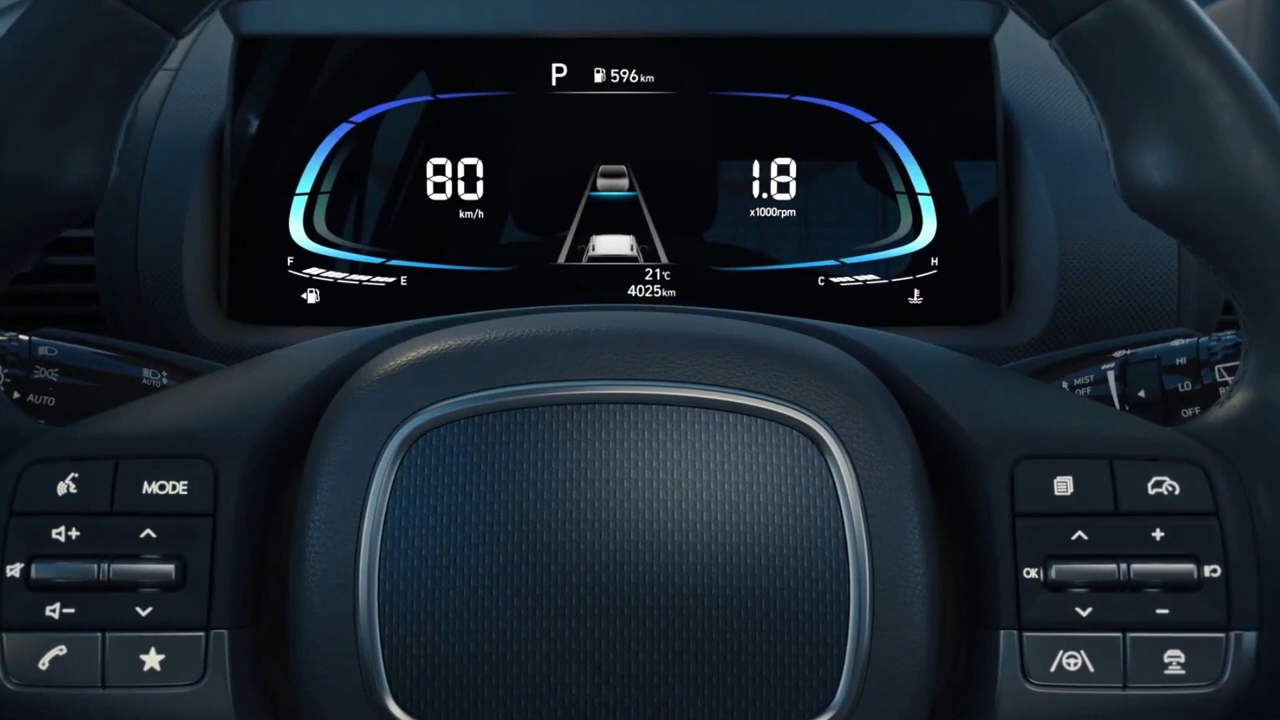 P 596km
80
km/h
1.8
x1000rpm
F
E
C
H
21℃
4025km
AUTO
AUTO
MIST
OFF
HI
LO
OFF
MODE
OK